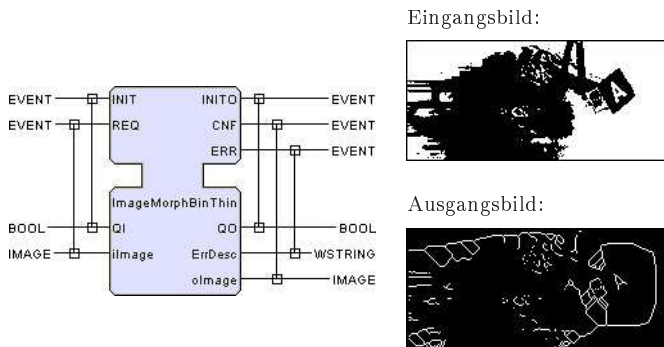 Eingangsbild:
EVENT INIT INITO EVENT
EVENT REQ CNF EVENT
ERR EVENT
A
ImageMorphBinThin
BOOL QI QO BOOL
IMAGE iImage ErrDesc WSTRING
oImage IMAGE
Ausgangsbild:
A